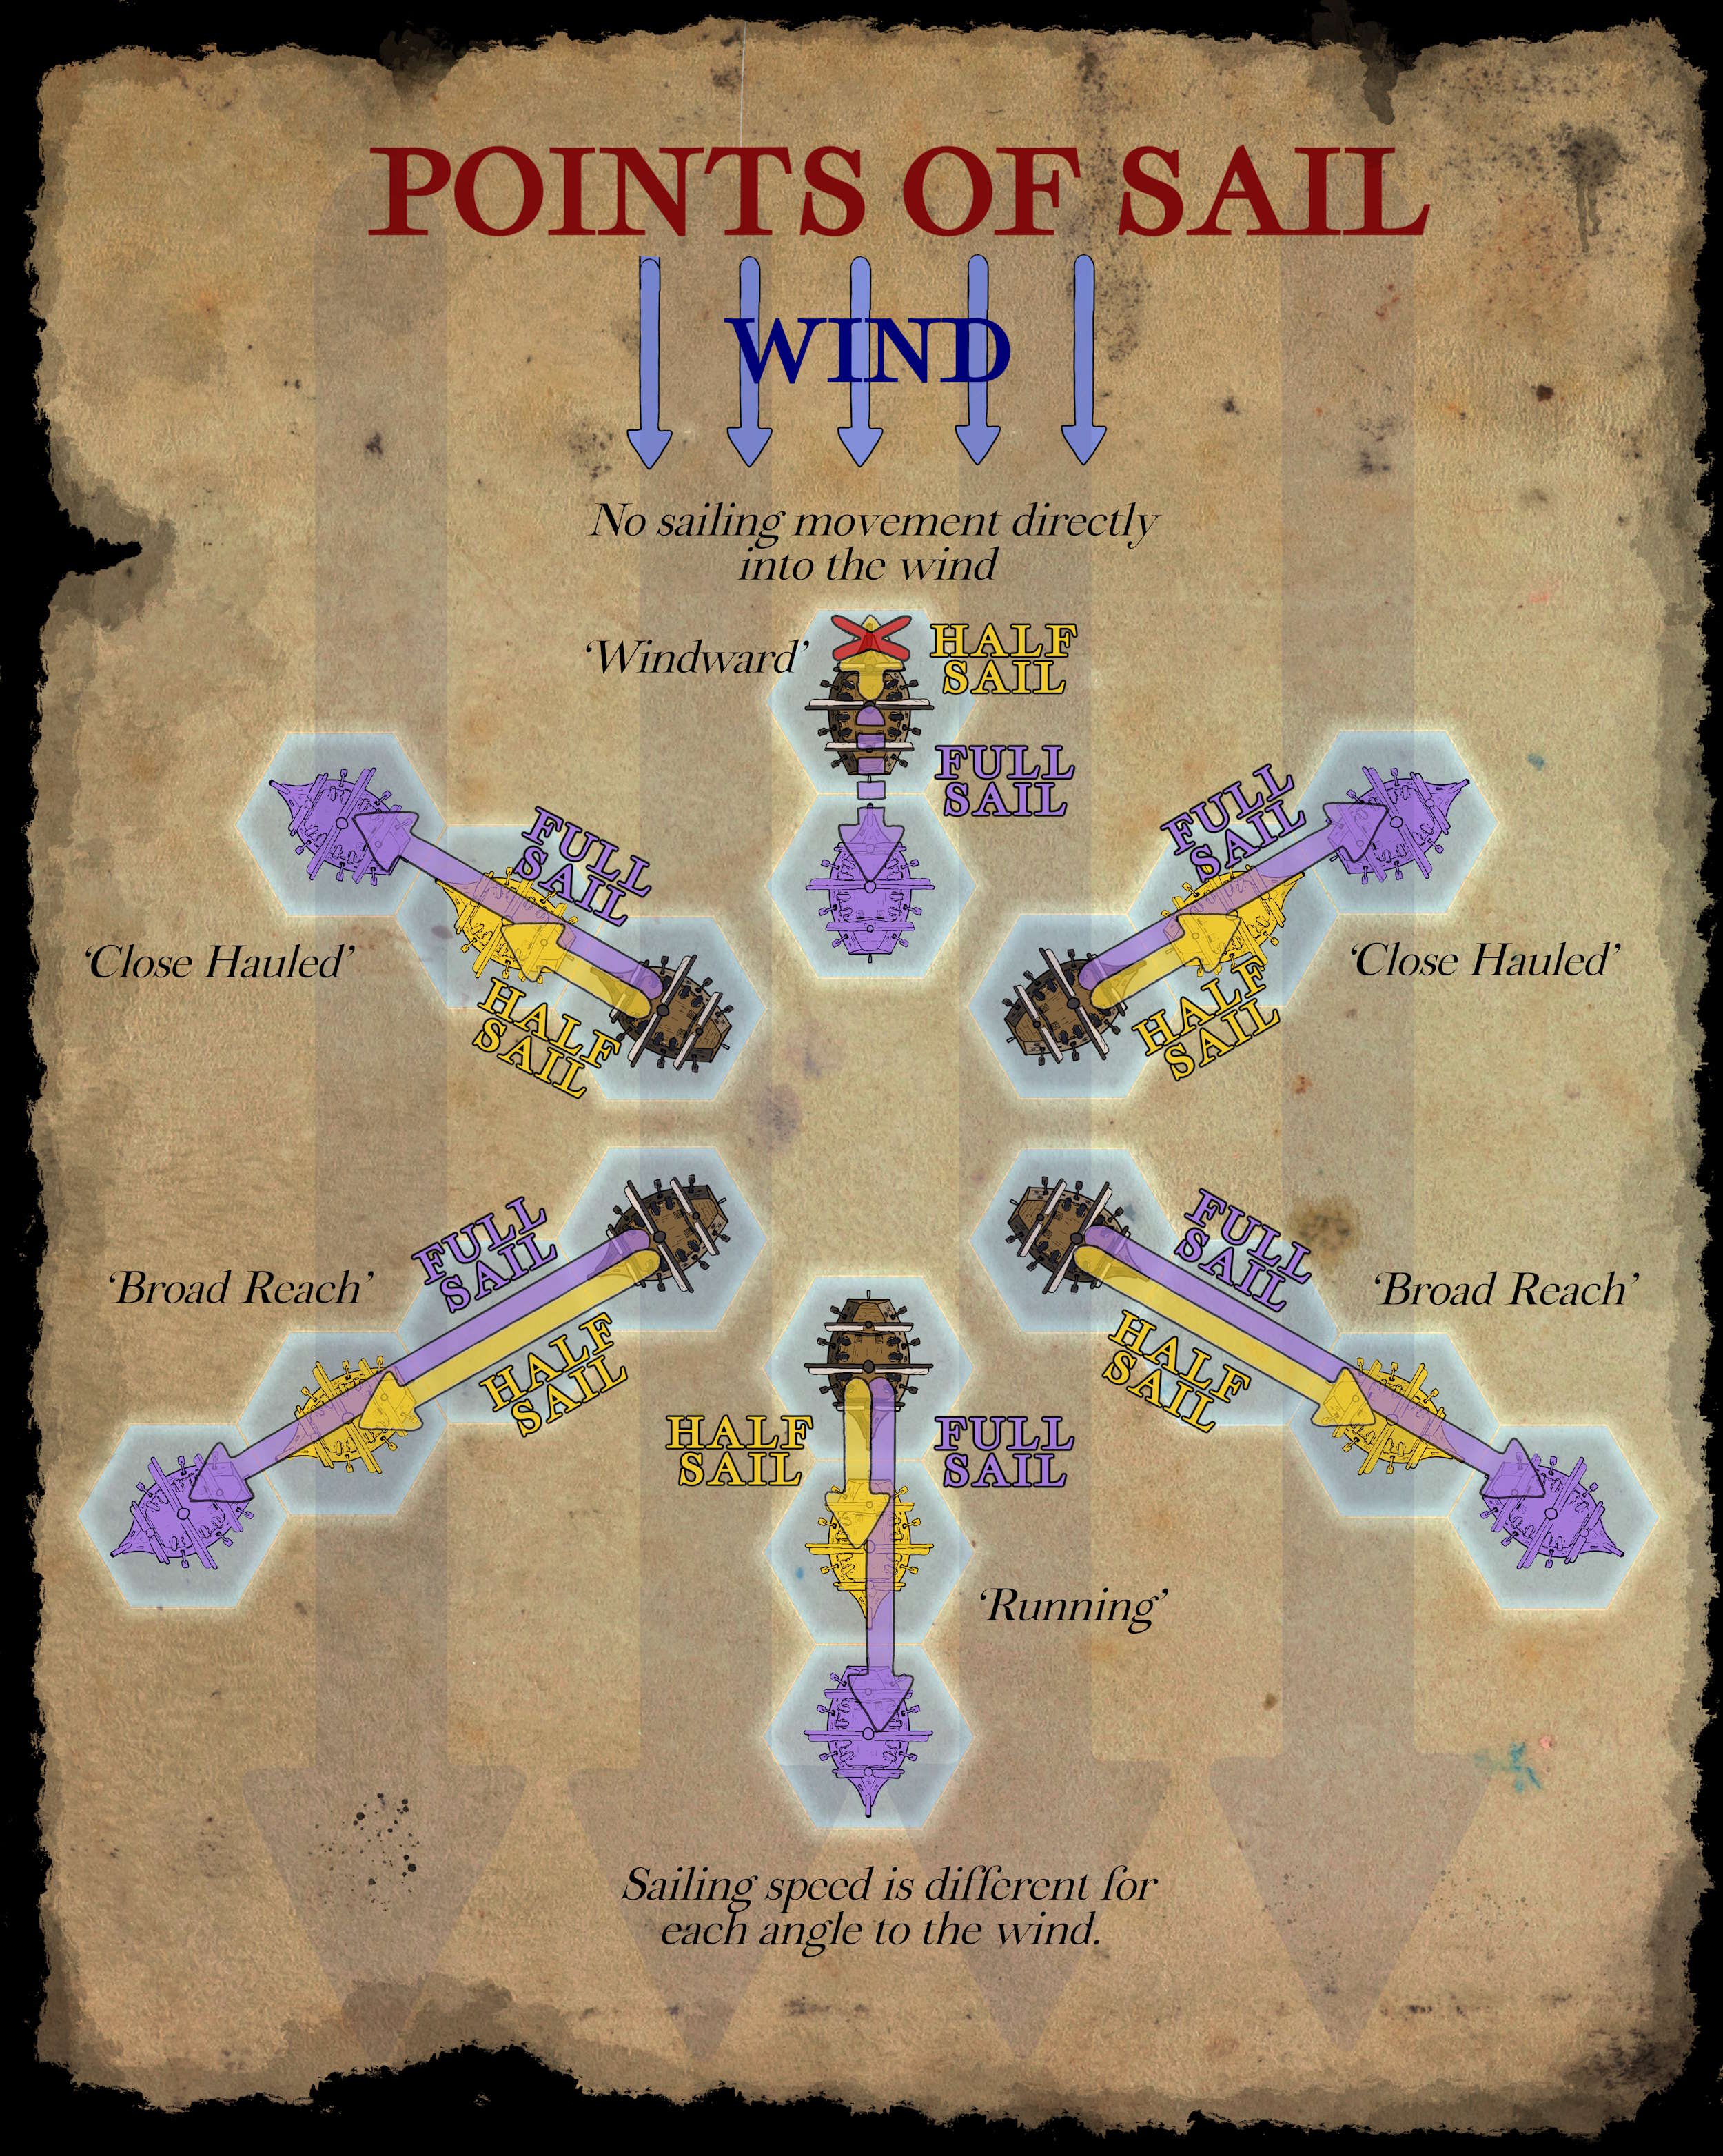 POINTS OF SAIL
WIND
No sailing movement directly
into the wind
‘Windward’
HALF
SAIL
FULL
SAIL
FULL
SAIL
HALF
SAIL
‘Close Hauled’
FULL
SAIL
HALF
SAIL
‘Close Hauled’
FULL
SAIL
HALF
SAIL
‘Broad Reach’
FULL
SAIL
HALF
SAIL
‘Broad Reach’
HALF
SAIL
FULL
SAIL
‘Running’
Sailing speed is different for
each angle to the wind.